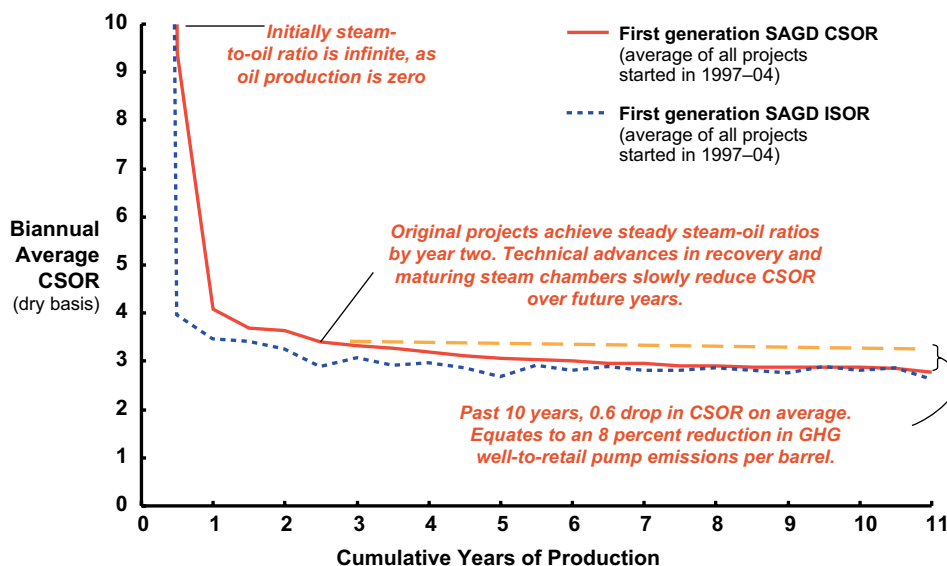 10
9
8
7
6
5
4
3
2
1
0
Biannual
Average
CSOR
(dry basis)
Initially steam-
to-oil ratio is infinite, as
oil production is zero
First generation SAGD CSOR
(average of all projects
started in 1997–04)
First generation SAGD ISOR
(average of all projects
started in 1997–04)
Original projects achieve steady steam-oil ratios
by year two. Technical advances in recovery and
maturing steam chambers slowly reduce CSOR
over future years.
Past 10 years, 0.6 drop in CSOR on average.
Equates to an 8 percent reduction in GHG
well-to-retail pump emissions per barrel.
0 1 2 3 4 5 6 7 8 9 10 11
Cumulative Years of Production